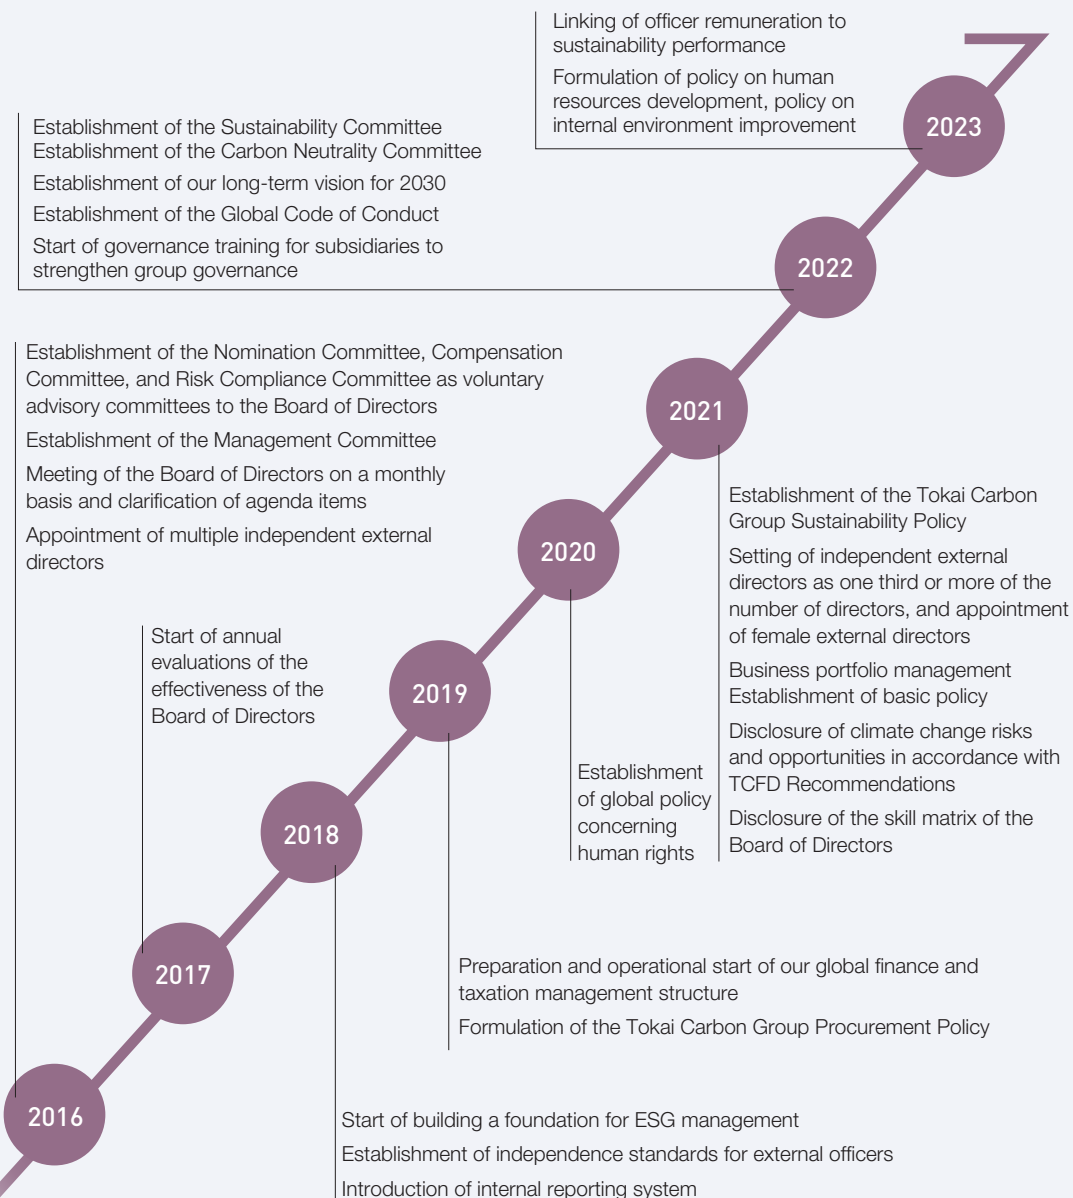 Linking of officer remuneration to
sustainability performance
Formulation of policy on human
resources development, policy on
internal environment improvement
2023
Establishment of the Sustainability Committee
Establishment of the Carbon Neutrality Committee
Establishment of our long-term vision for 2030
Establishment of the Global Code of Conduct
Start of governance training for subsidiaries to
strengthen group governance
2022
Establishment of the Nomination Committee, Compensation
Committee, and Risk Compliance Committee as voluntary
advisory committees to the Board of Directors
Establishment of the Management Committee
Meeting of the Board of Directors on a monthly
basis and clarification of agenda items
Appointment of multiple independent external
directors
2021
Establishment of the Tokai Carbon
Group Sustainability Policy
Setting of independent external
directors as one third or more of the
number of directors, and appointment
of female external directors
Business portfolio management
Establishment of basic policy
Disclosure of climate change risks
and opportunities in accordance with
TCFD Recommendations
Disclosure of the skill matrix of the
Board of Directors
2020
Establishment
of global policy
concerning
human rights
Start of annual
evaluations of the
effectiveness of the
Board of Directors
2019
2018
2017
Preparation and operational start of our global finance and
taxation management structure
Formulation of the Tokai Carbon Group Procurement Policy
2016
Start of building a foundation for ESG management
Establishment of independence standards for external officers
Introduction of internal reporting system